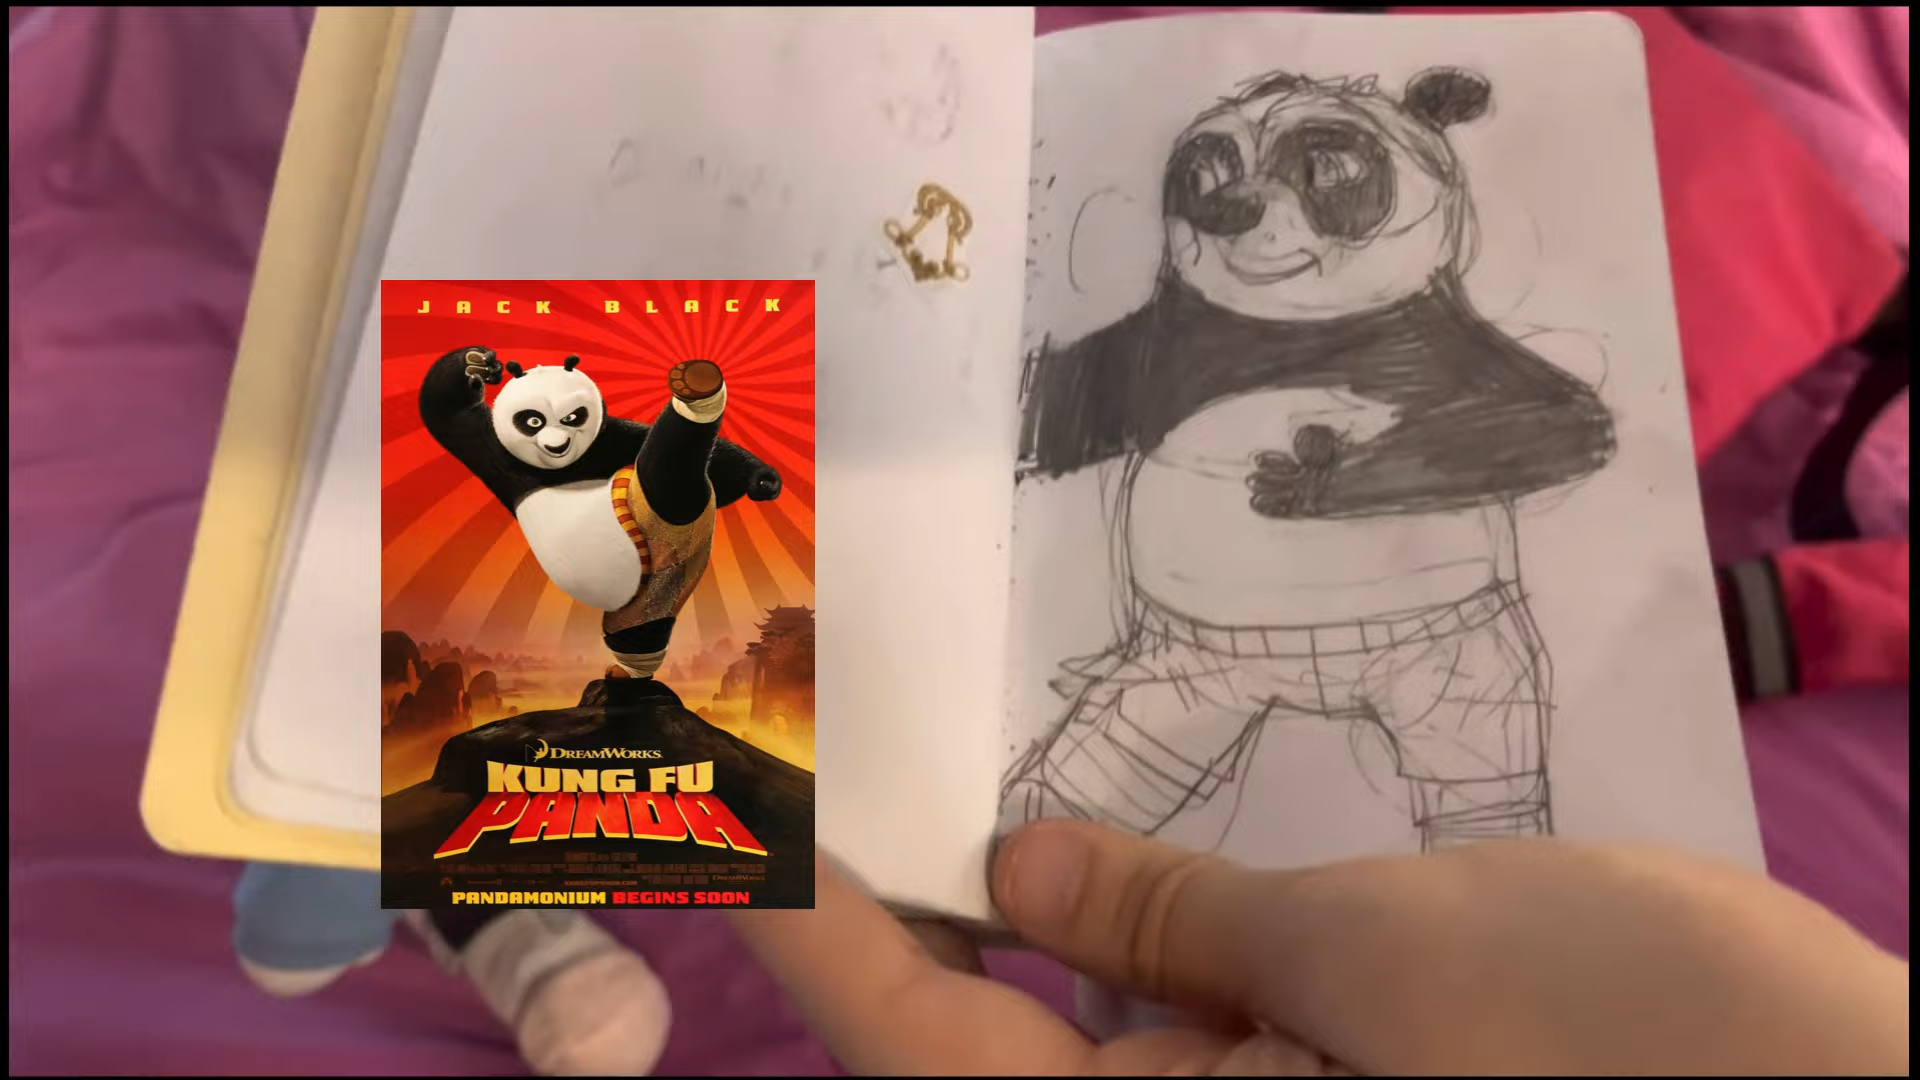 JACK BLACK
DREAMWORKS
KUNG FU
PANDA
PANDAMONIUM BEGINS SOON